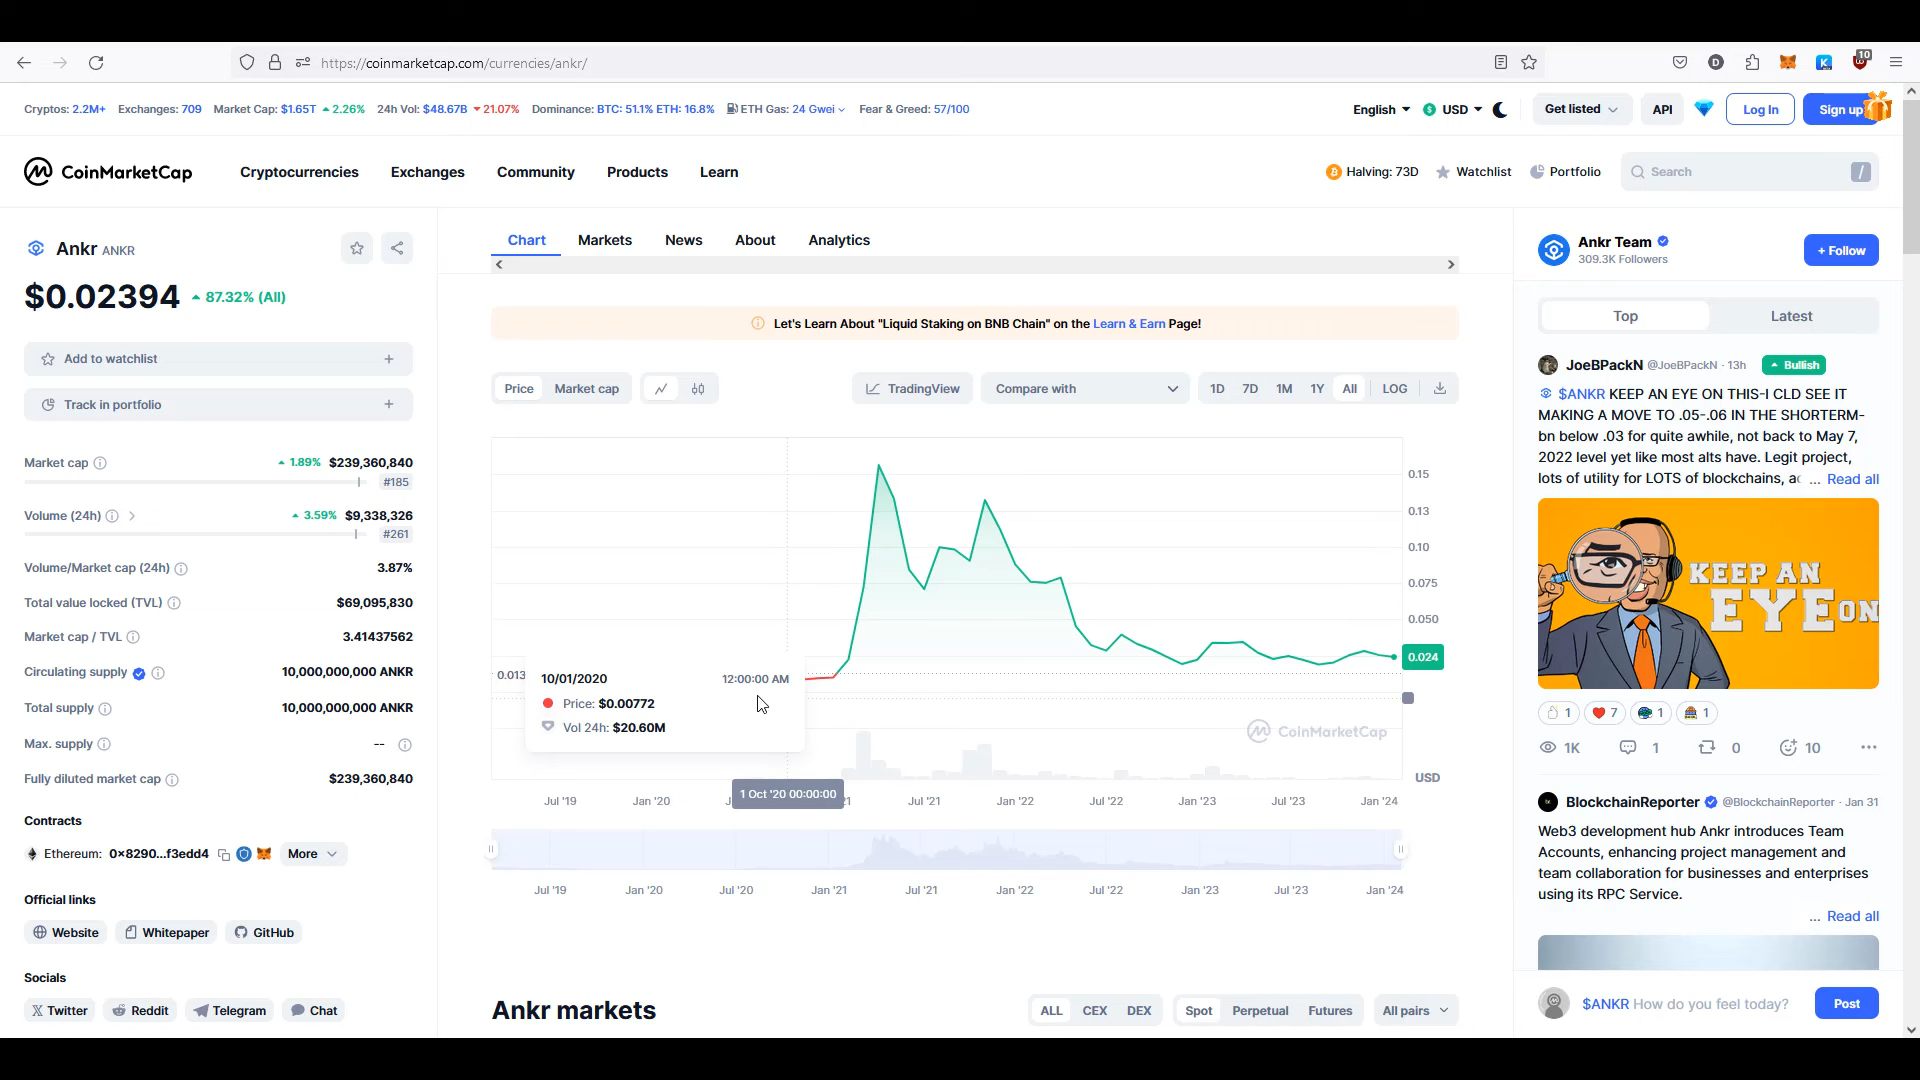 https://coinmarketcap.com/currencies/ankr/
10
Cryptos: 2.2M+ Exchanges: 709 Market Cap: $1.65T 2.26% 24h Vol: $48.67B 21.07% Dominance: BTC: 51.1% ETH: 16.8% ETH Gas: 24 Gwei Fear & Greed: 57/100
English USD Get listed API Log In Sign up
CoinMarketCap Cryptocurrencies Exchanges Community Products Learn
Halving: 73D Watchlist Portfolio Search /
Ankr ANKR
$0.02394 87.32% (All)
Add to watchlist +
Track in portfolio +
Market cap 1.89% $239,360,840
#185
Volume (24h) 3.59% $9,338,326
#261
Volume/Market cap (24h) 3.87%
Total value locked (TVL) $69,095,830
Market cap / TVL 3.41437562
Circulating supply 10,000,000,000 ANKR
Total supply 10,000,000,000 ANKR
Max. supply --
Fully diluted market cap $239,360,840
Contracts
Ethereum: 0x8290...f3edd4 More
Official links
Website Whitepaper GitHub
Socials
Twitter Reddit Telegram Chat
Chart Markets News About Analytics
Let's Learn About "Liquid Staking on BNB Chain" on the Learn & Earn Page!
Price Market cap TradingView Compare with 1D 7D 1M 1Y All LOG
0.15
0.13
0.10
0.075
0.050
0.024
0.013
10/01/2020 12:00:00 AM
Price: $0.00772
Vol 24h: $20.60M
CoinMarketCap
USD
1 Oct '20 00:00:00
Jul '19 Jan '20 Jul '21 Jan '22 Jul '22 Jan '23 Jul '23 Jan '24
Jul '19 Jan '20 Jul '20 Jan '21 Jul '21 Jan '22 Jul '22 Jan '23 Jul '23 Jan '24
Ankr markets ALL CEX DEX Spot Perpetual Futures All pairs
Ankr Team
309.3K Followers
+ Follow
Top Latest
JoeBPackN @JoeBPackN · 13h Bullish
$ANKR KEEP AN EYE ON THIS-I CLD SEE IT
MAKING A MOVE TO .05-.06 IN THE SHORTERM-
bn below .03 for quite awhile, not back to May 7,
2022 level yet like most alts have. Legit project,
lots of utility for LOTS of blockchains, ac ... Read all
KEEP AN
EYE ON
1 7 1 1
1K 1 0 10
BlockchainReporter @BlockchainReporter · Jan 31
Web3 development hub Ankr introduces Team
Accounts, enhancing project management and
team collaboration for businesses and enterprises
using its RPC Service.
... Read all
$ANKR How do you feel today? Post